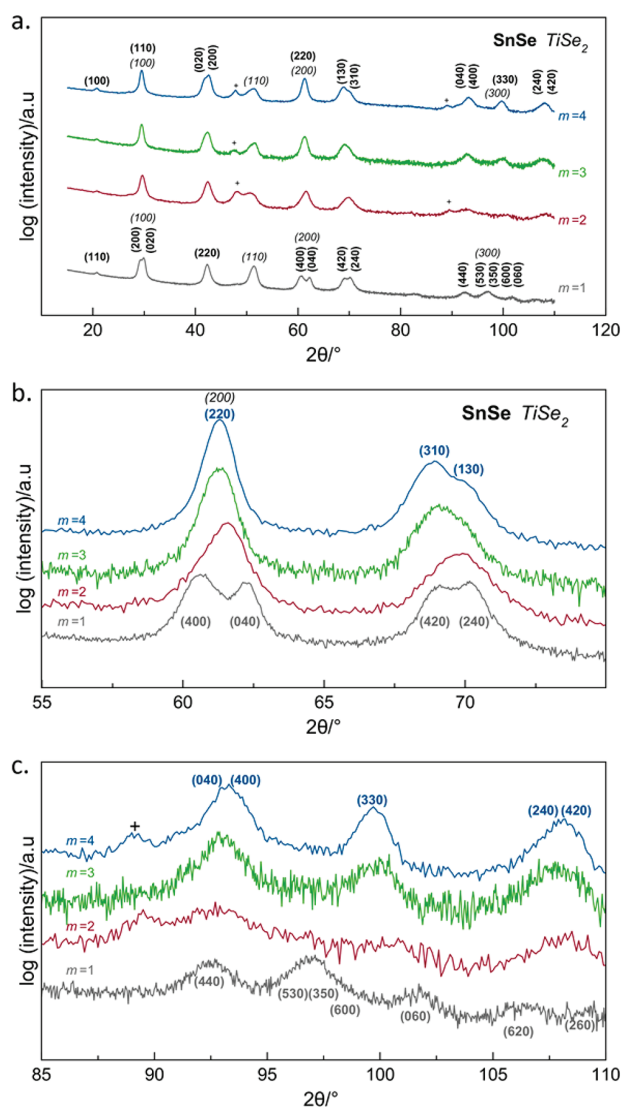 a.
SnSe TiSe2
(110)
(100)
(100)
(020)
(200)
+
(110)
(220)
(200)
(130)
(310)
+
(040)
(400)
(330)
(300)
(240)
(420)
m=4
+
m=3
+
+
m=2
(110)
(100)
(200)
(020)
(220)
(110)
(200)
(400)
(040)
(420)
(240)
(440)
(300)
(530)
(350)
(600)
(060)
m=1
log (intensity)/a.u
20 40 60 80 100 120
2θ/°
b.
SnSe TiSe2
(200)
(220)
(310)
(130)
m=4
m=3
m=2
m=1
(400) (040) (420) (240)
log (intensity)/a.u
55 60 65 70
2θ/°
c.
+
(040) (400)
(330)
(240) (420)
m=4
m=3
m=2
m=1
(440)
(530)(350)
(600)
(060)
(620)
(260)
log (intensity)/a.u
85 90 95 100 105 110
2θ/°